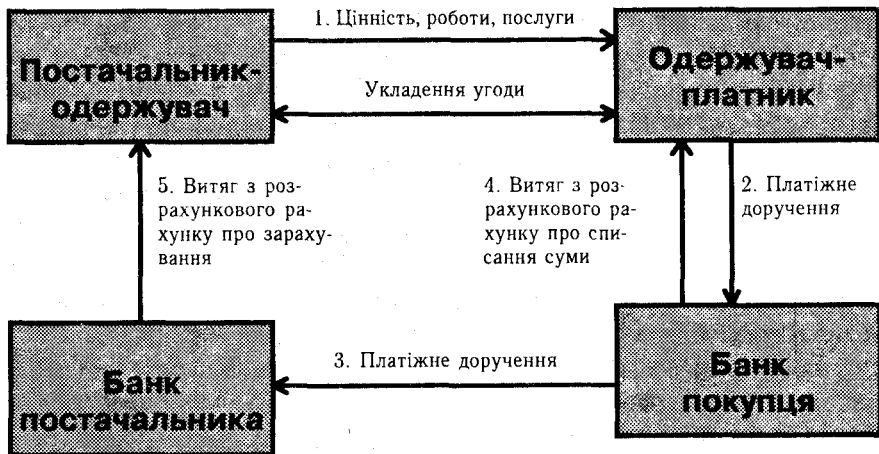 1. Цінність, роботи, послуги
Постачальник-
одержувач
Укладення угоди
Одержувач-
платник
5. Витяг з роз-
рахункового ра-
хунку про зараху-
вання
4. Витяг з роз-
рахункового ра-
хунку про спи-
сання суми
2. Платіжне
доручення
Банк
постачальника
3. Платіжне доручення
Банк
покупця